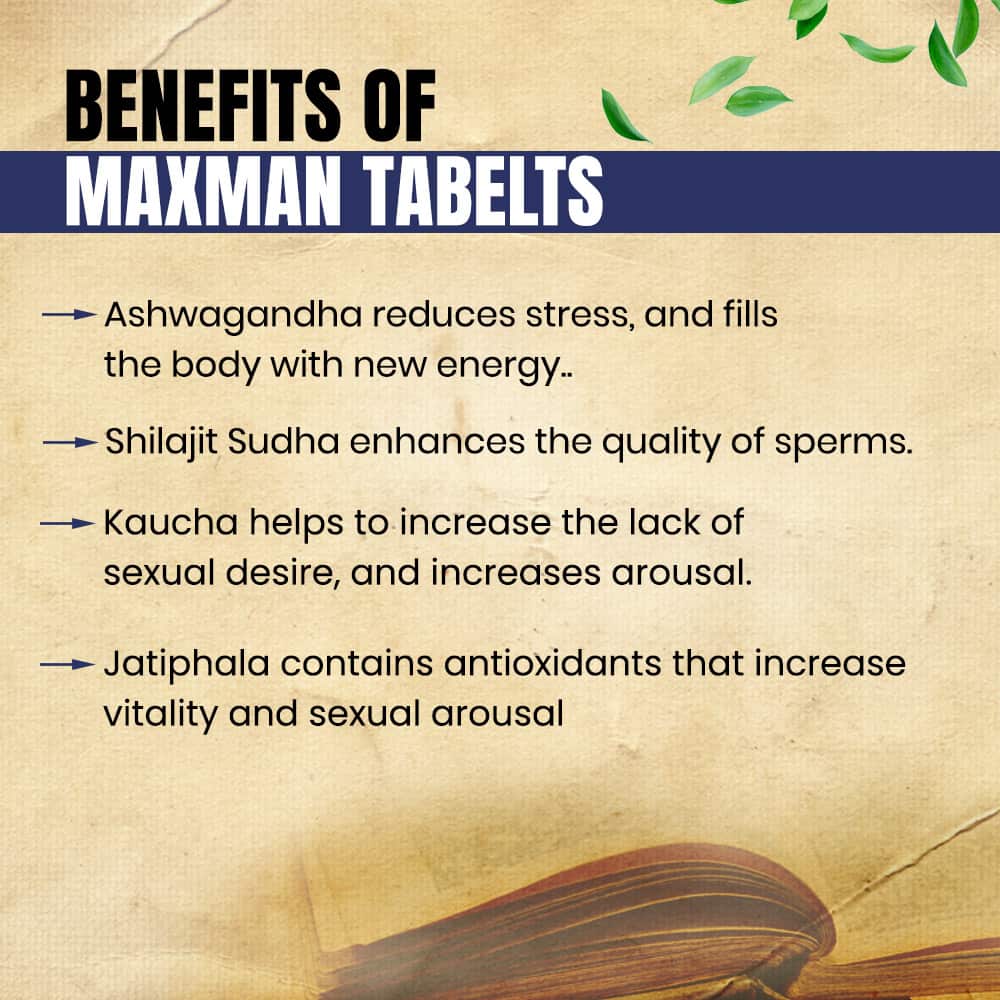 BENEFITS OF
MAXMAN TABELTS
Ashwagandha reduces stress, and fills
the body with new energy..
Shilajit Sudha enhances the quality of sperms.
Kaucha helps to increase the lack of
sexual desire, and increases arousal.
Jatiphala contains antioxidants that increase
vitality and sexual arousal